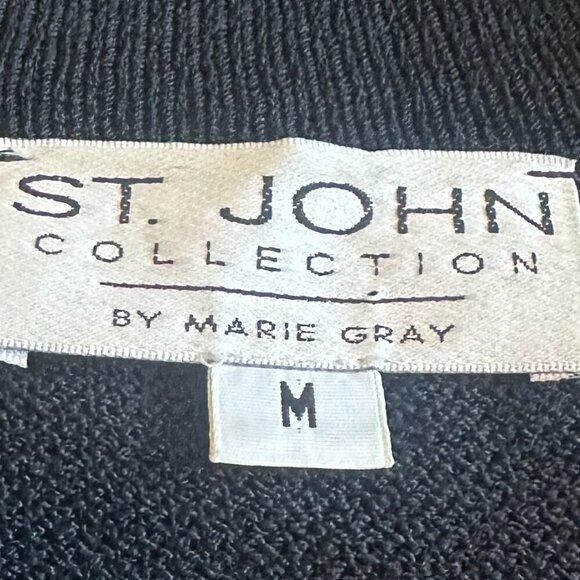 ST. JOHN
COLLECTION
BY MARIE GRAY
M